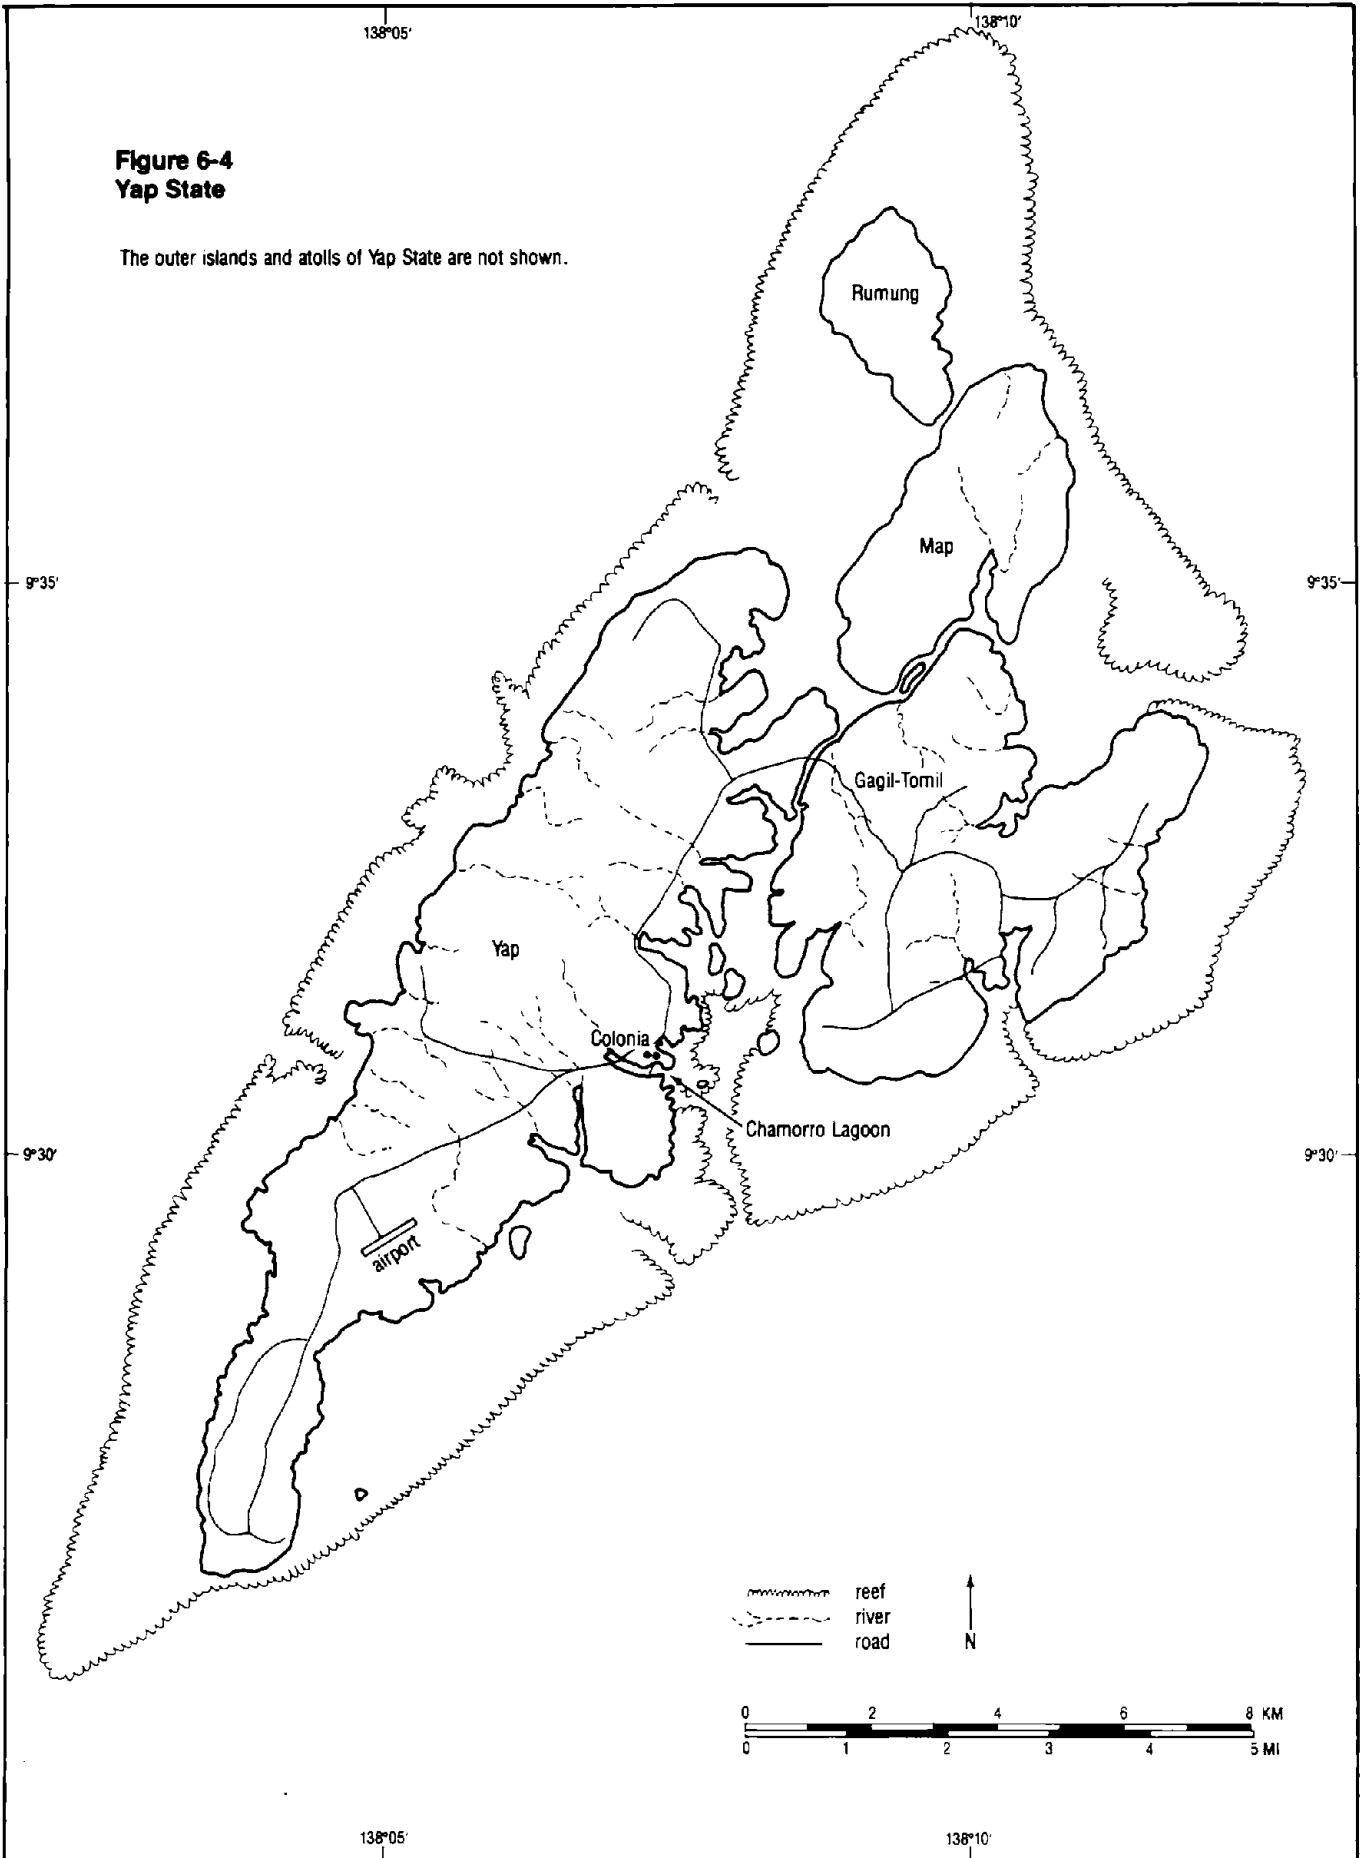 138°05′
138°10′
Figure 6-4
Yap State
The outer islands and atolls of Yap State are not shown.
Rumung
Map
9°35′
9°35′
Gagil-Tomil
Yap
Colonia
Chamorro Lagoon
9°30′
9°30′
airport
reef
river
road
N
0 2 4 6 8 KM
0 1 2 3 4 5 MI
138°05′
138°10′